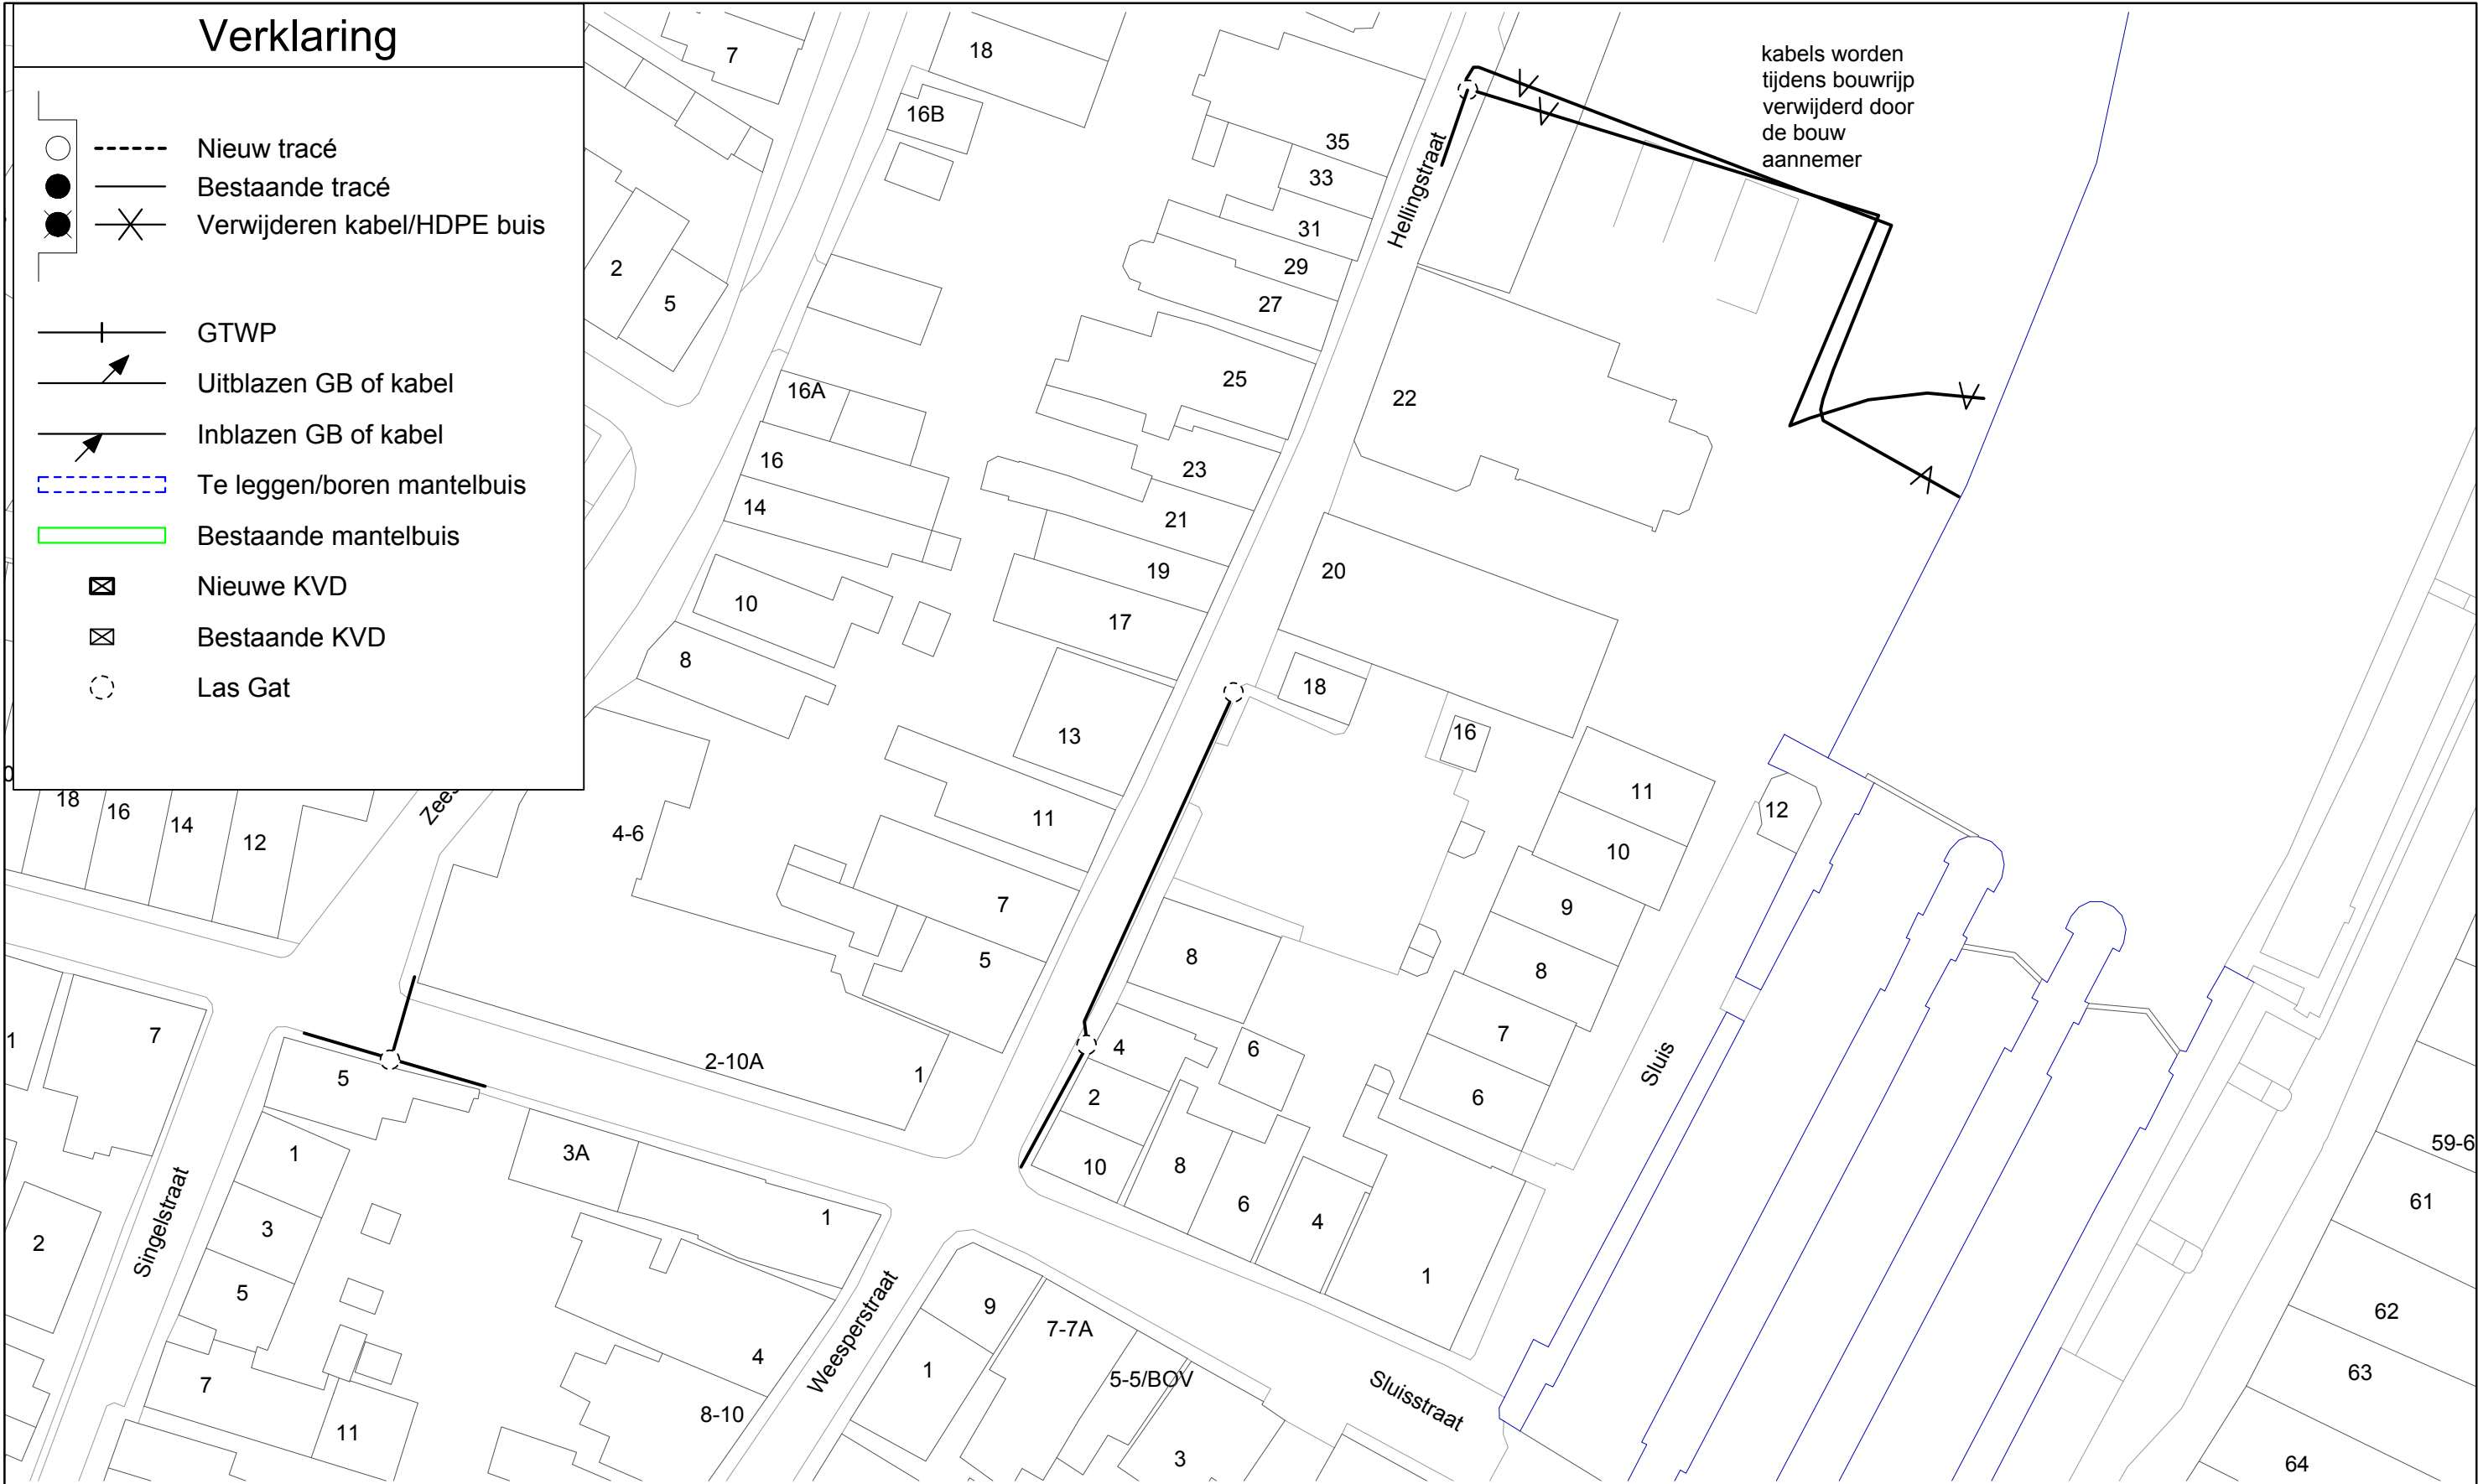 Verklaring
Nieuw tracé
Bestaande tracé
Verwijderen kabel/HDPE buis
GTWP
Uitblazen GB of kabel
Inblazen GB of kabel
Te leggen/boren mantelbuis
Bestaande mantelbuis
Nieuwe KVD
Bestaande KVD
Las Gat
kabels worden
tijdens bouwrijp
verwijderd door
de bouw
aannemer
7
18
16B
2
5
16A
16
14
10
8
35
33
31
29
27
25
23
21
19
17
13
11
7
5
Hellingstraat
22
20
18
16
11
10
9
8
7
6
12
Sluis
18
16
14
12
4-6
2-10A
1
1
7
5
1
3
5
7
11
2
Singelstraat
3A
1
4
8-10
Weesperstraat
8
4
2
10
6
8
6
4
1
9
1
7-7A
5-5/BOV
3
Sluisstraat
59-6
61
62
63
64